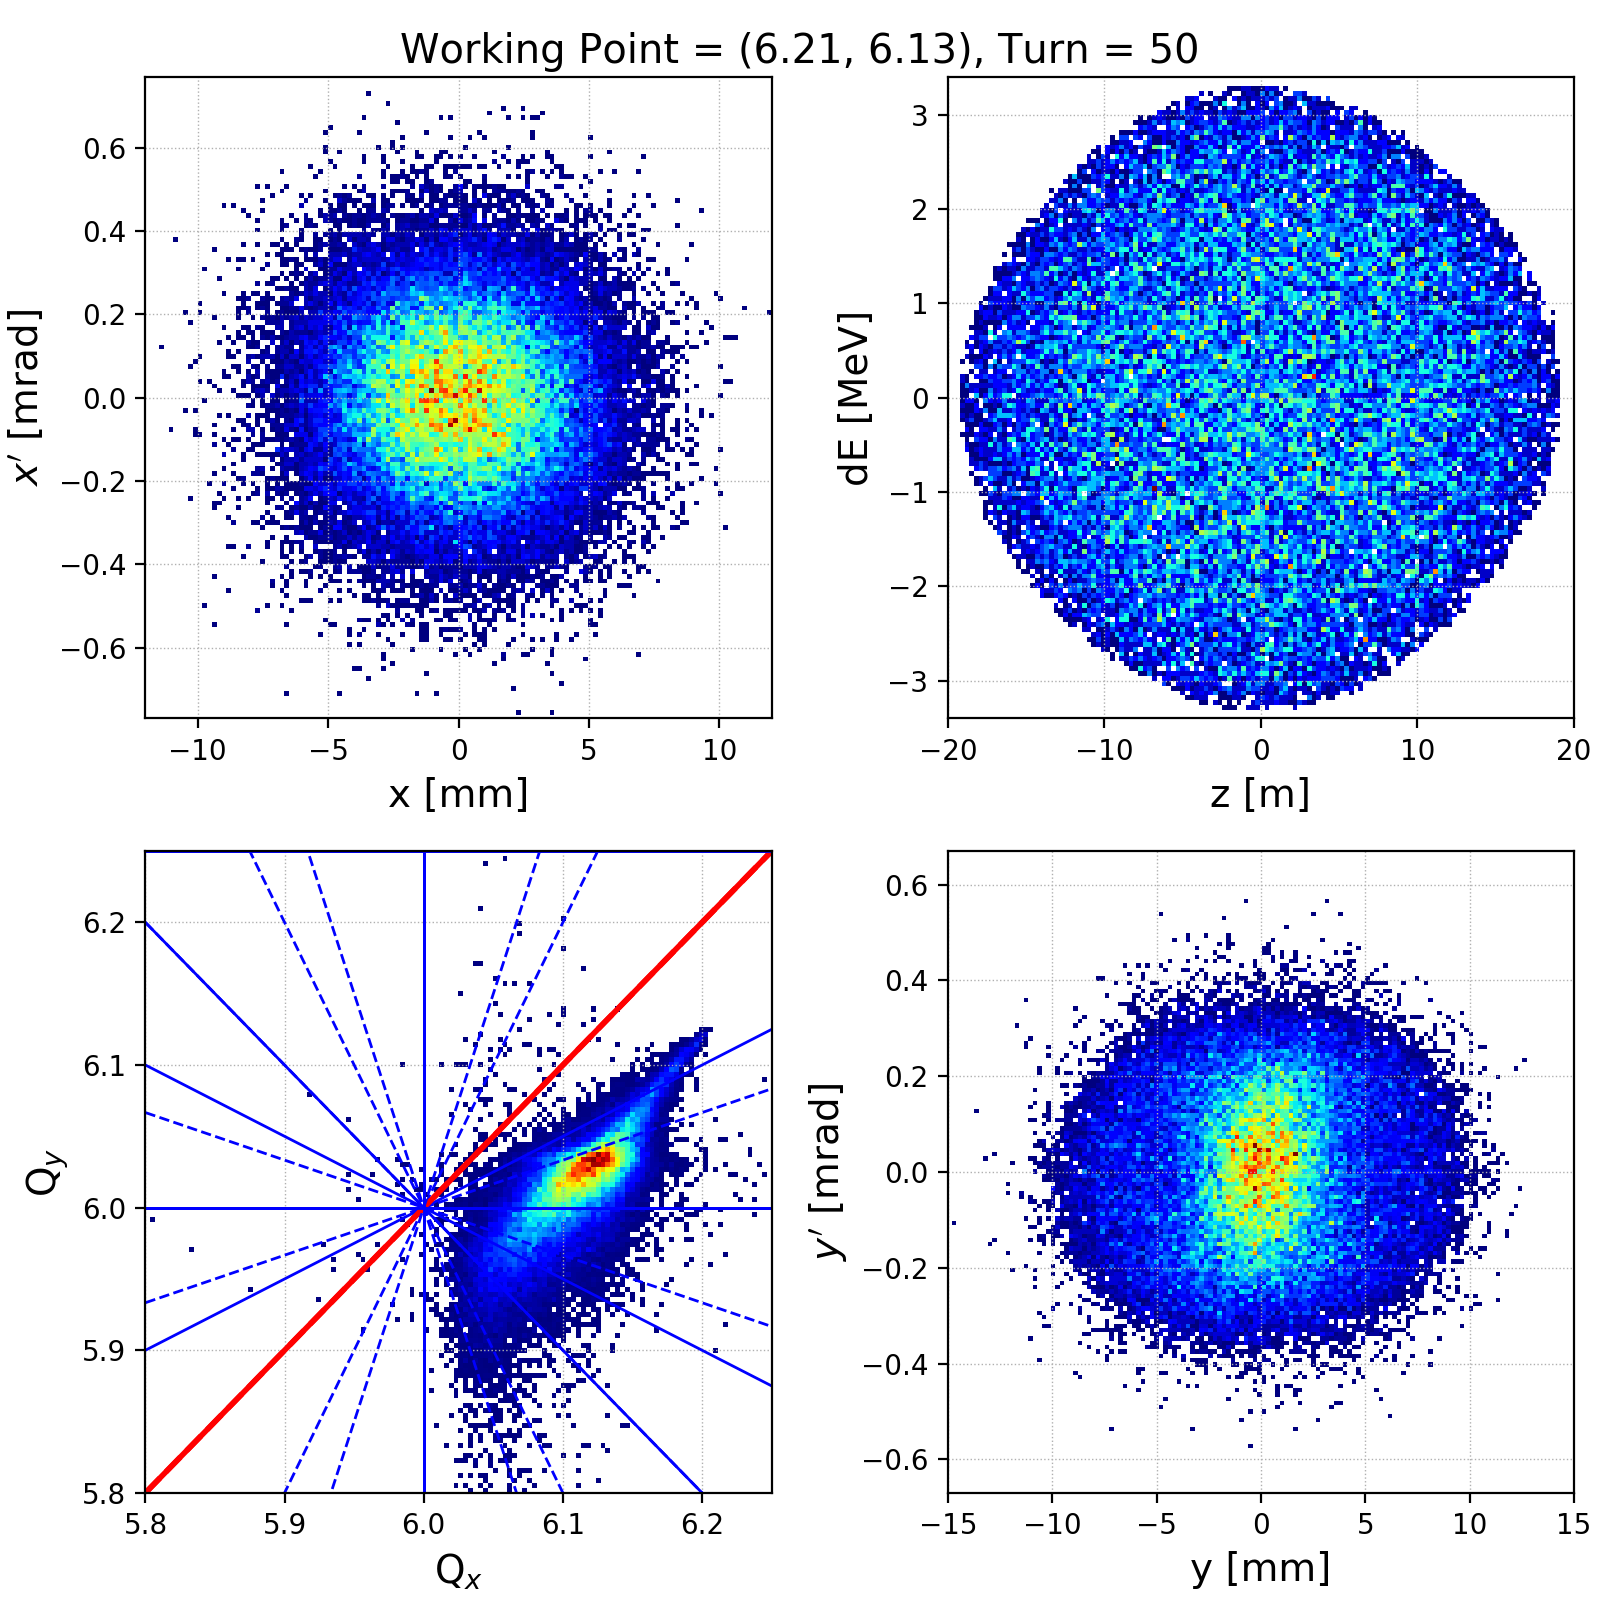 Working Point = (6.21, 6.13), Turn = 50
0.6
0.4
0.2
0.0
−0.2
−0.4
−0.6
x′ [mrad]
−10 −5 0 5 10
x [mm]
3
2
1
0
−1
−2
−3
dE [MeV]
−20 −10 0 10 20
z [m]
6.2
6.1
6.0
5.9
5.8
Qy
5.8 5.9 6.0 6.1 6.2
Qx
0.6
0.4
0.2
0.0
−0.2
−0.4
−0.6
y′ [mrad]
−15 −10 −5 0 5 10 15
y [mm]